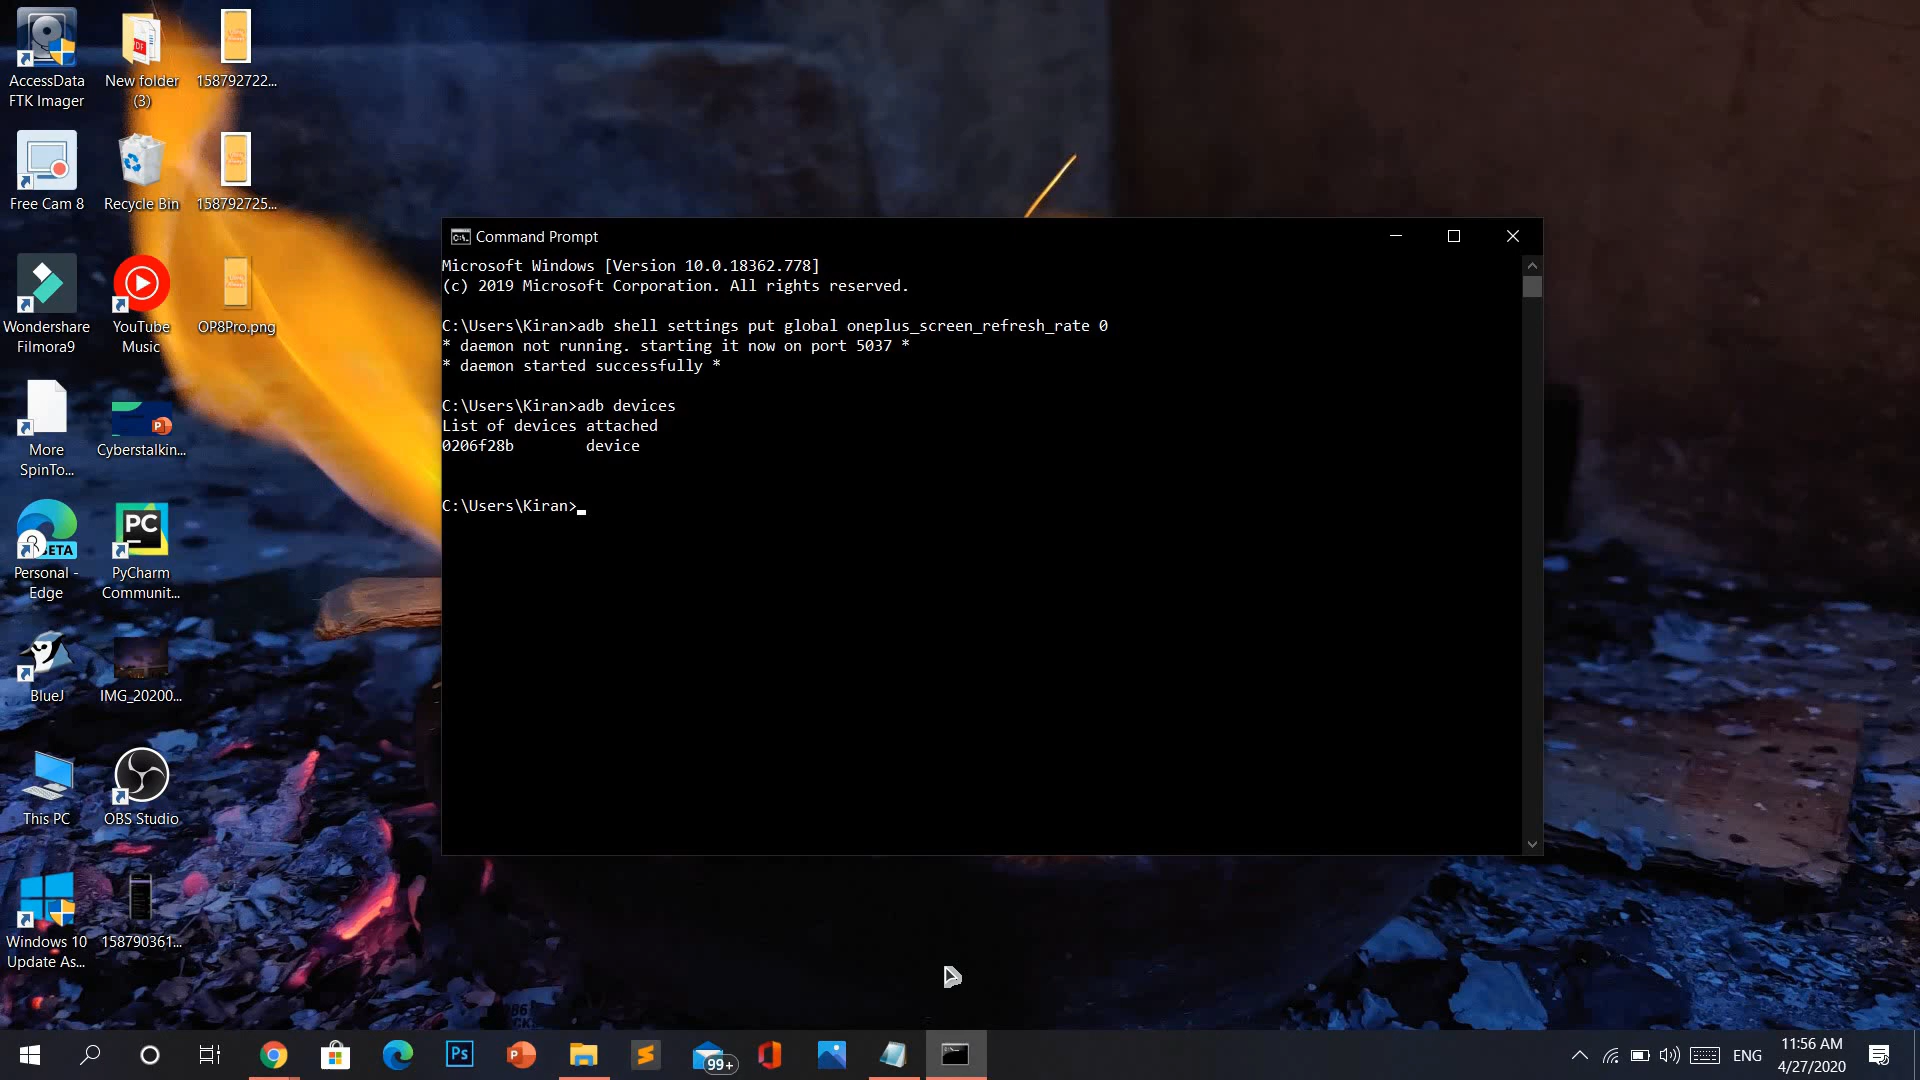 AccessData
FTK Imager
New folder
(3)
158792722...
Free Cam 8
Recycle Bin
158792725...
Wondershare
Filmora9
YouTube
Music
OP8Pro.png
More
SpinTo...
Cyberstalkin...
Personal -
Edge
PyCharm
Communit...
BlueJ
IMG_20200...
This PC
OBS Studio
Windows 10
Update As...
158790361...
PDF
P
BETA
PC
Command Prompt
Microsoft Windows [Version 10.0.18362.778]
(c) 2019 Microsoft Corporation. All rights reserved.
C:\Users\Kiran>adb shell settings put global oneplus_screen_refresh_rate 0
* daemon not running. starting it now on port 5037 *
* daemon started successfully *
C:\Users\Kiran>adb devices
List of devices attached
0206f28b        device
C:\Users\Kiran>
Ps
P
99+
ENG
11:56 AM
4/27/2020